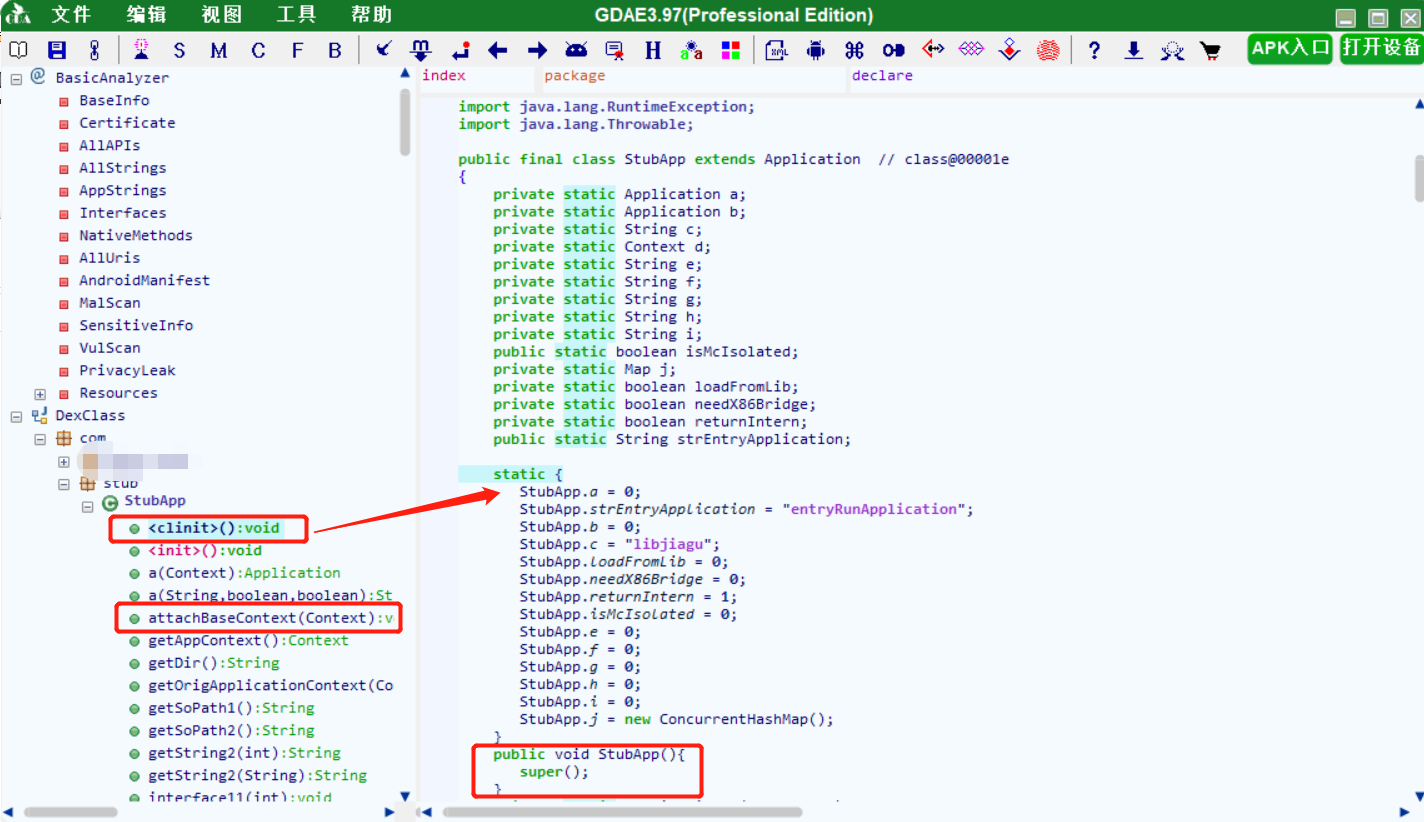 文件 编辑 视图 工具 帮助 GDAE3.97(Professional Edition)
S M C F B H XML ? APK入口 打开设备
BasicAnalyzer
BaseInfo
Certificate
AllAPIs
AllStrings
AppStrings
Interfaces
NativeMethods
AllUris
AndroidManifest
MalScan
SensitiveInfo
VulScan
PrivacyLeak
Resources
DexClass
com
stub
StubApp
<clinit>():void
<init>():void
a(Context):Application
a(String,boolean,boolean):St
attachBaseContext(Context):v
getAppContext():Context
getDir():String
getOrigApplicationContext(Co
getSoPath1():String
getSoPath2():String
getString2(int):String
getString2(String):String
interface11(int):void
index package declare
import java.lang.RuntimeException;
import java.lang.Throwable;
public final class StubApp extends Application // class@00001e
{
private static Application a;
private static Application b;
private static String c;
private static Context d;
private static String e;
private static String f;
private static String g;
private static String h;
private static String i;
public static boolean isMcIsolated;
private static Map j;
private static boolean loadFromLib;
private static boolean needX86Bridge;
private static boolean returnIntern;
public static String strEntryApplication;
static {
StubApp.a = 0;
StubApp.strEntryApplication = "entryRunApplication";
StubApp.b = 0;
StubApp.c = "libjiagu";
StubApp.loadFromLib = 0;
StubApp.needX86Bridge = 0;
StubApp.returnIntern = 1;
StubApp.isMcIsolated = 0;
StubApp.e = 0;
StubApp.f = 0;
StubApp.g = 0;
StubApp.h = 0;
StubApp.i = 0;
StubApp.j = new ConcurrentHashMap();
}
public void StubApp(){
super();
}